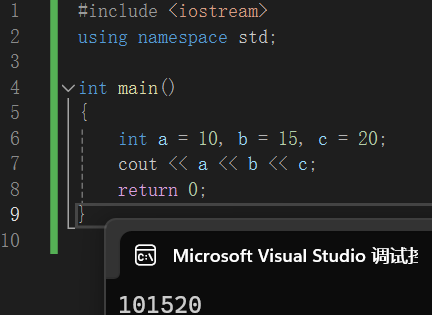 1 #include <iostream>
2 using namespace std;
3
4 int main()
5 {
6 int a = 10, b = 15, c = 20;
7 cout << a << b << c;
8 return 0;
9 }
10
C:\ Microsoft Visual Studio 调试控
101520